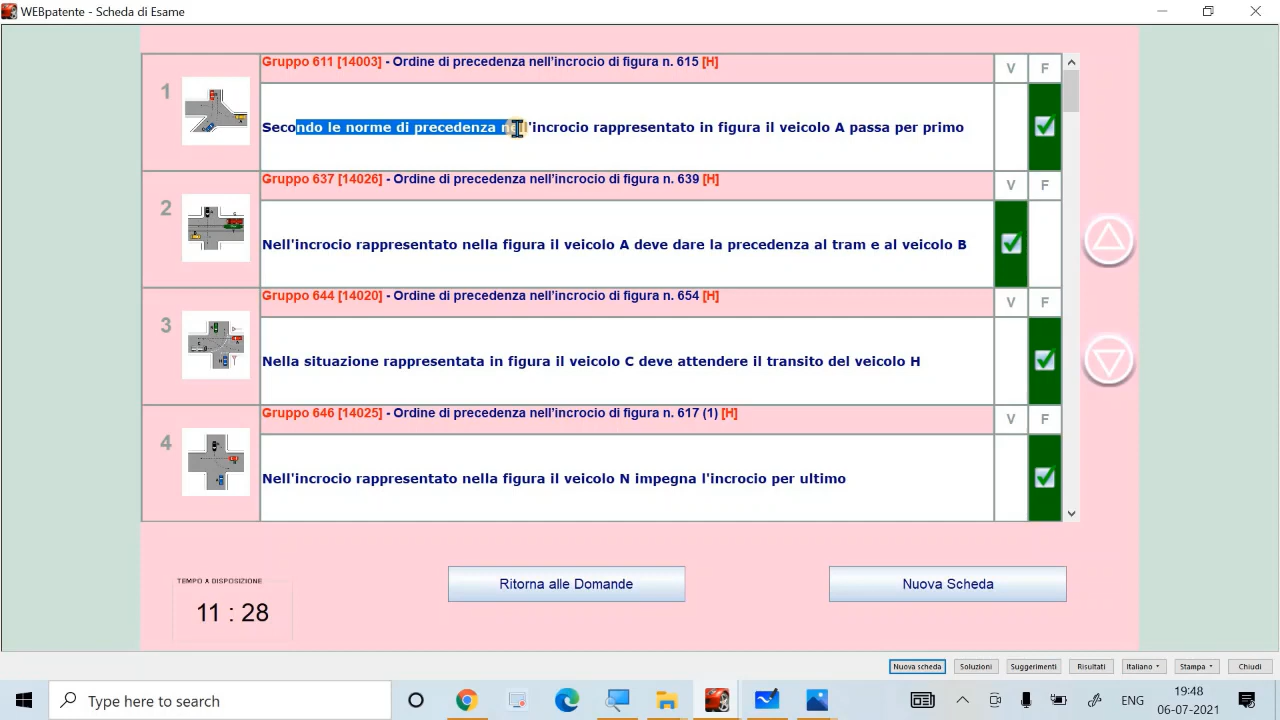 WEBpatente - Scheda di Esame
Gruppo 611 [14003] - Ordine di precedenza nell'incrocio di figura n. 615 [H]
V F
1
Secondo le norme di precedenza nell'incrocio rappresentato in figura il veicolo A passa per primo
Gruppo 637 [14026] - Ordine di precedenza nell'incrocio di figura n. 639 [H]
V F
2
Nell'incrocio rappresentato nella figura il veicolo A deve dare la precedenza al tram e al veicolo B
Gruppo 644 [14020] - Ordine di precedenza nell'incrocio di figura n. 654 [H]
V F
3
Nella situazione rappresentata in figura il veicolo C deve attendere il transito del veicolo H
Gruppo 646 [14025] - Ordine di precedenza nell'incrocio di figura n. 617 (1) [H]
V F
4
Nell'incrocio rappresentato nella figura il veicolo N impegna l'incrocio per ultimo
TEMPO A DISPOSIZIONE
11 : 28
Ritorna alle Domande
Nuova Scheda
Nuova scheda Soluzioni Suggerimenti Risultati Italiano Stampa Chiudi
Type here to search
ENG
19:48
06-07-2021